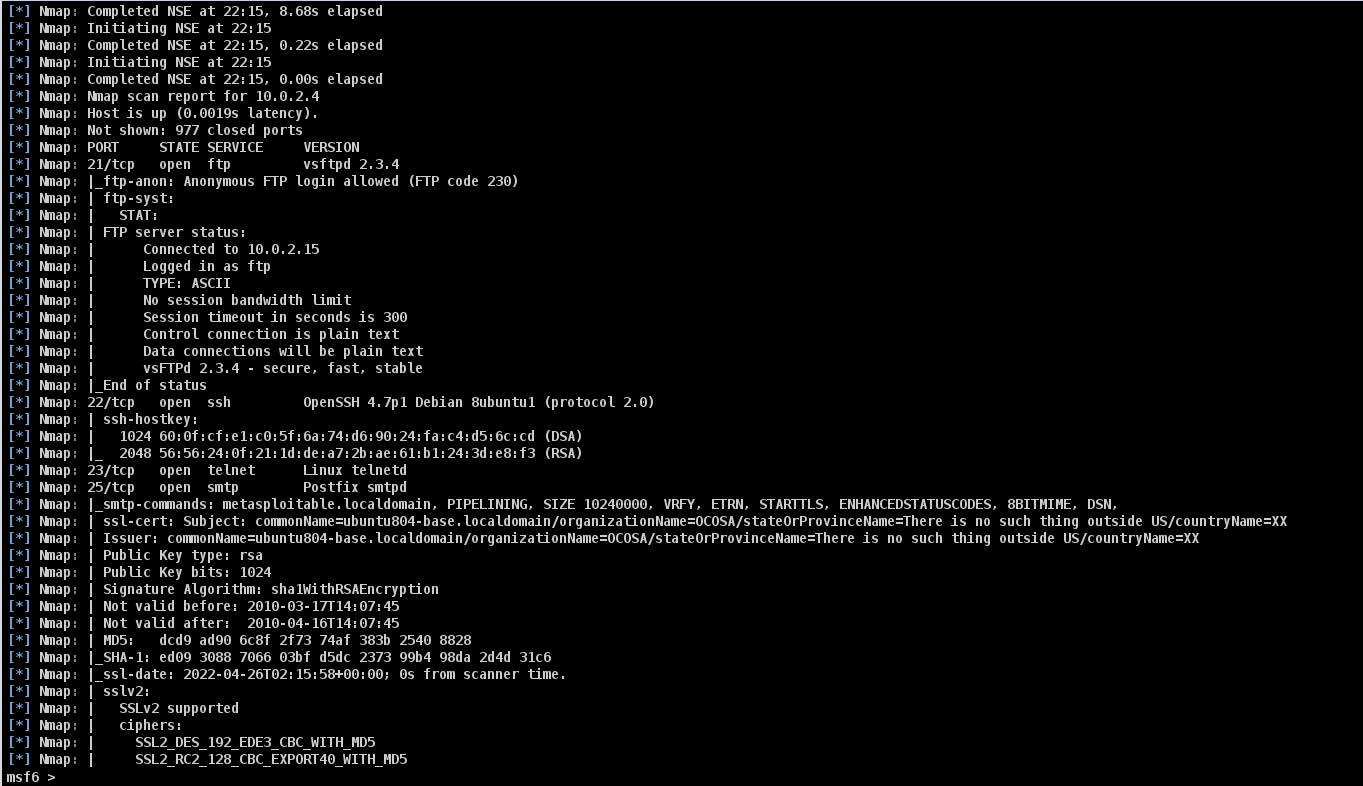 [*] Nmap: Completed NSE at 22:15, 8.68s elapsed
[*] Nmap: Initiating NSE at 22:15
[*] Nmap: Completed NSE at 22:15, 0.22s elapsed
[*] Nmap: Initiating NSE at 22:15
[*] Nmap: Completed NSE at 22:15, 0.00s elapsed
[*] Nmap: Nmap scan report for 10.0.2.4
[*] Nmap: Host is up (0.0019s latency).
[*] Nmap: Not shown: 977 closed ports
[*] Nmap: PORT     STATE SERVICE     VERSION
[*] Nmap: 21/tcp   open  ftp         vsftpd 2.3.4
[*] Nmap: |_ftp-anon: Anonymous FTP login allowed (FTP code 230)
[*] Nmap: | ftp-syst:
[*] Nmap: |   STAT:
[*] Nmap: | FTP server status:
[*] Nmap: |      Connected to 10.0.2.15
[*] Nmap: |      Logged in as ftp
[*] Nmap: |      TYPE: ASCII
[*] Nmap: |      No session bandwidth limit
[*] Nmap: |      Session timeout in seconds is 300
[*] Nmap: |      Control connection is plain text
[*] Nmap: |      Data connections will be plain text
[*] Nmap: |      vsFTPd 2.3.4 - secure, fast, stable
[*] Nmap: |_End of status
[*] Nmap: 22/tcp   open  ssh         OpenSSH 4.7p1 Debian 8ubuntu1 (protocol 2.0)
[*] Nmap: | ssh-hostkey:
[*] Nmap: |   1024 60:0f:cf:e1:c0:5f:6a:74:d6:90:24:fa:c4:d5:6c:cd (DSA)
[*] Nmap: |_  2048 56:56:24:0f:21:1d:de:a7:2b:ae:61:b1:24:3d:e8:f3 (RSA)
[*] Nmap: 23/tcp   open  telnet      Linux telnetd
[*] Nmap: 25/tcp   open  smtp        Postfix smtpd
[*] Nmap: |_smtp-commands: metasploitable.localdomain, PIPELINING, SIZE 10240000, VRFY, ETRN, STARTTLS, ENHANCEDSTATUSCODES, 8BITMIME, DSN,
[*] Nmap: | ssl-cert: Subject: commonName=ubuntu804-base.localdomain/organizationName=OCOSA/stateOrProvinceName=There is no such thing outside US/countryName=XX
[*] Nmap: | Issuer: commonName=ubuntu804-base.localdomain/organizationName=OCOSA/stateOrProvinceName=There is no such thing outside US/countryName=XX
[*] Nmap: | Public Key type: rsa
[*] Nmap: | Public Key bits: 1024
[*] Nmap: | Signature Algorithm: sha1WithRSAEncryption
[*] Nmap: | Not valid before: 2010-03-17T14:07:45
[*] Nmap: | Not valid after:  2010-04-16T14:07:45
[*] Nmap: | MD5:   dcd9 ad90 6c8f 2f73 74af 383b 2540 8828
[*] Nmap: |_SHA-1: ed09 3088 7066 03bf d5dc 2373 99b4 98da 2d4d 31c6
[*] Nmap: |_ssl-date: 2022-04-26T02:15:58+00:00; 0s from scanner time.
[*] Nmap: | sslv2:
[*] Nmap: |   SSLv2 supported
[*] Nmap: |   ciphers:
[*] Nmap: |     SSL2_DES_192_EDE3_CBC_WITH_MD5
[*] Nmap: |     SSL2_RC2_128_CBC_EXPORT40_WITH_MD5
msf6 >